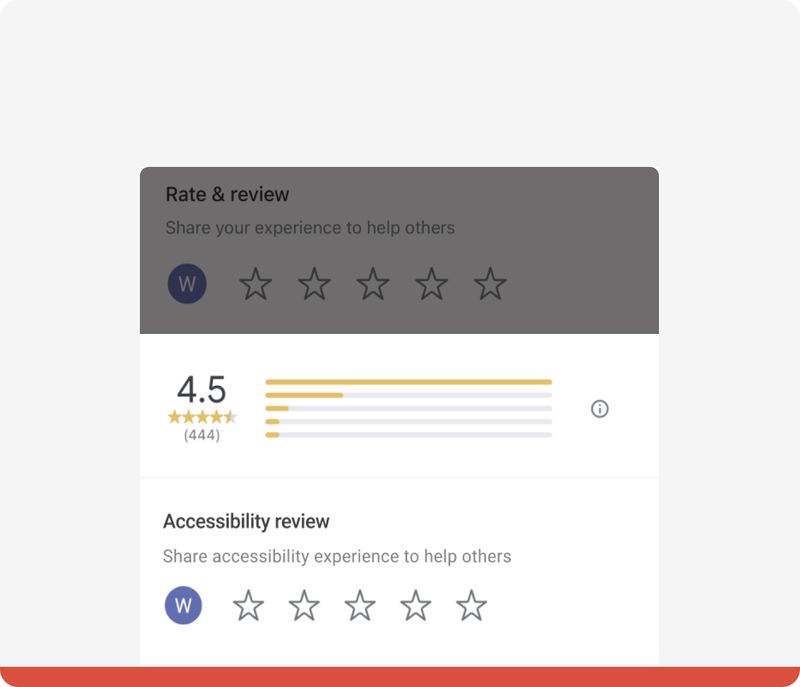 Rate & review
Share your experience to help others
W
4.5
(444)
Accessibility review
Share accessibility experience to help others
W